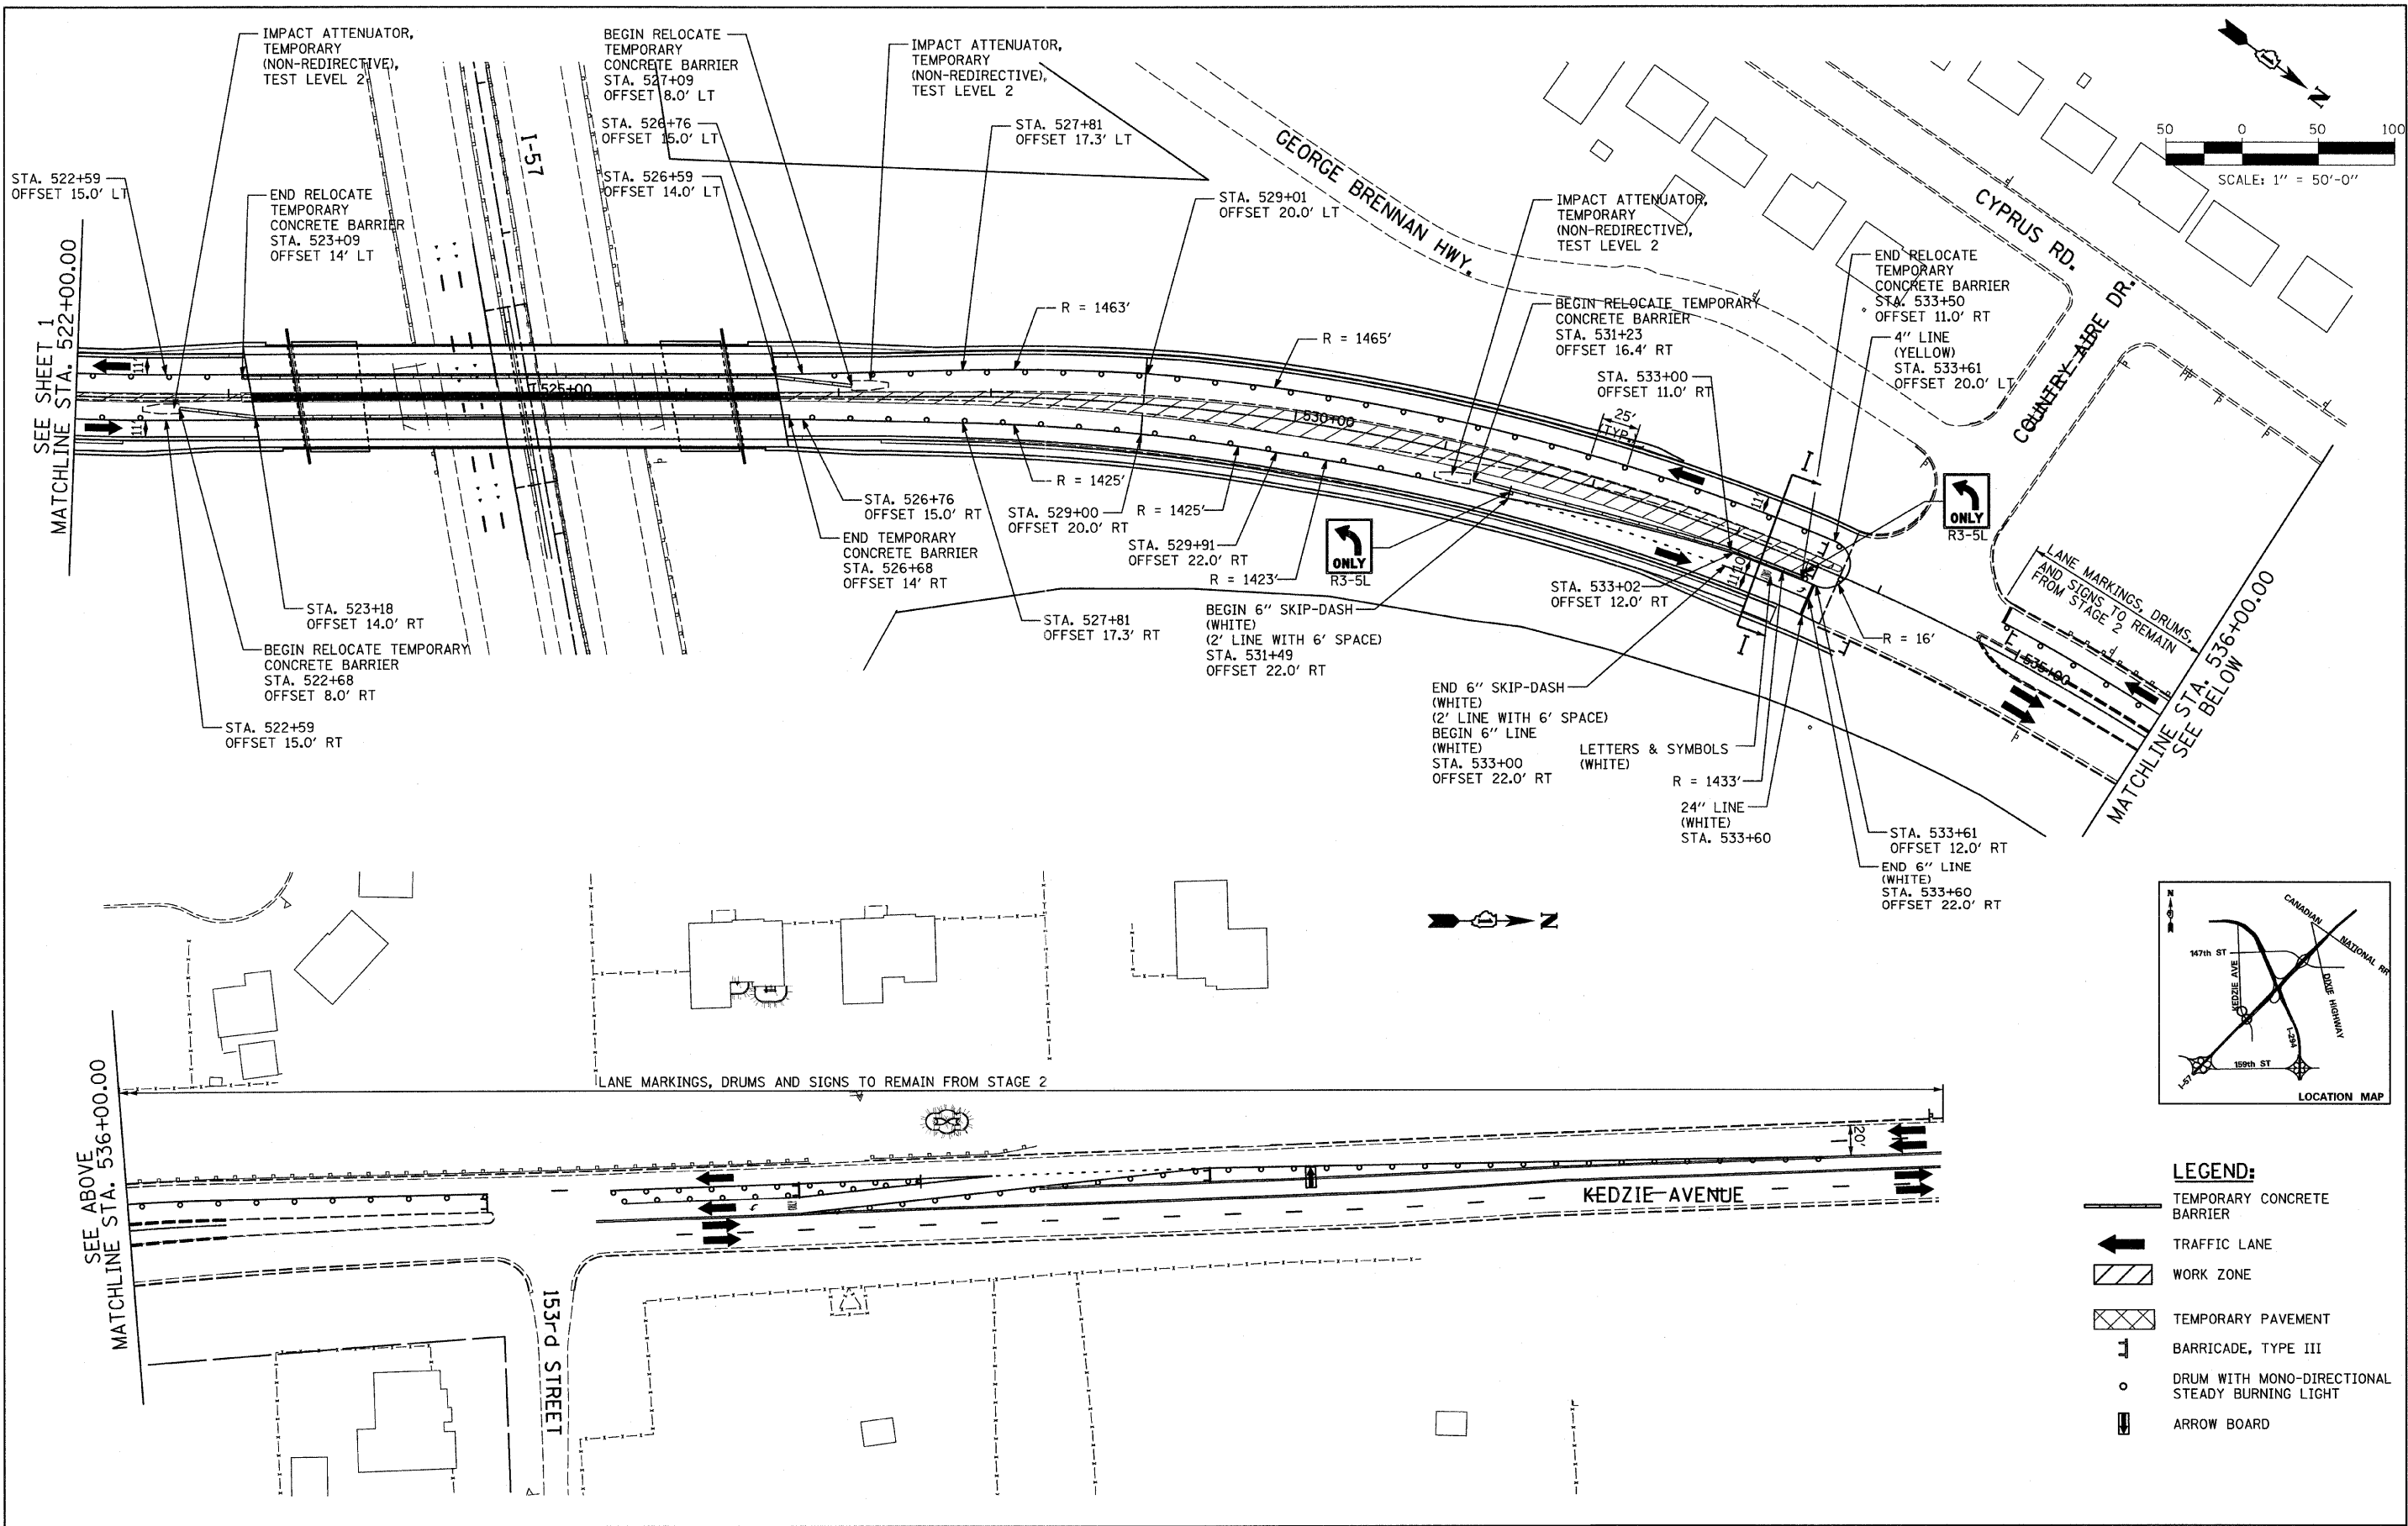 IMPACT ATTENUATOR,
TEMPORARY
(NON-REDIRECTIVE),
TEST LEVEL 2
BEGIN RELOCATE
TEMPORARY
CONCRETE BARRIER
STA. 527+09
OFFSET 8.0' LT
IMPACT ATTENUATOR,
TEMPORARY
(NON-REDIRECTIVE),
TEST LEVEL 2
STA. 526+76
OFFSET 15.0' LT
STA. 527+81
OFFSET 17.3' LT
STA. 526+59
OFFSET 14.0' LT
STA. 522+59
OFFSET 15.0' LT
END RELOCATE
TEMPORARY
CONCRETE BARRIER
STA. 523+09
OFFSET 14' LT
I-57
STA. 529+01
OFFSET 20.0' LT
GEORGE BRENNAN HWY.
IMPACT ATTENUATOR,
TEMPORARY
(NON-REDIRECTIVE),
TEST LEVEL 2
N
50 0 50 100
SCALE: 1" = 50'-0"
CYPRUS RD.
COUNTRY AIRE DR.
END RELOCATE
TEMPORARY
CONCRETE BARRIER
STA. 533+50
OFFSET 11.0' RT
BEGIN RELOCATE TEMPORARY
CONCRETE BARRIER
STA. 531+23
OFFSET 16.4' RT
4" LINE
(YELLOW)
STA. 533+61
OFFSET 20.0' LT
STA. 533+00
OFFSET 11.0' RT
R = 1463'
R = 1465'
SEE SHEET 1
MATCHLINE STA. 522+00.00
11'
11'
525+00
530+00
25'
(TYP.)
11'
10'
11'
I
I
ONLY
R3-5L
ONLY
R3-5L
R = 1425'
STA. 526+76
OFFSET 15.0' RT
STA. 529+00
OFFSET 20.0' RT
R = 1425'
END TEMPORARY
CONCRETE BARRIER
STA. 526+68
OFFSET 14' RT
STA. 529+91
OFFSET 22.0' RT
R = 1423'
STA. 533+02
OFFSET 12.0' RT
STA. 523+18
OFFSET 14.0' RT
STA. 527+81
OFFSET 17.3' RT
BEGIN 6" SKIP-DASH
(WHITE)
(2' LINE WITH 6' SPACE)
STA. 531+49
OFFSET 22.0' RT
R = 16'
LANE MARKINGS, DRUMS,
AND SIGNS TO REMAIN
FROM STAGE 2
535+00
MATCHLINE STA. 536+00.00
SEE BELOW
BEGIN RELOCATE TEMPORARY
CONCRETE BARRIER
STA. 522+68
OFFSET 8.0' RT
STA. 522+59
OFFSET 15.0' RT
END 6" SKIP-DASH
(WHITE)
(2' LINE WITH 6' SPACE)
BEGIN 6" LINE
(WHITE)
STA. 533+00
OFFSET 22.0' RT
LETTERS & SYMBOLS
(WHITE)
R = 1433'
24" LINE
(WHITE)
STA. 533+60
STA. 533+61
OFFSET 12.0' RT
END 6" LINE
(WHITE)
STA. 533+60
OFFSET 22.0' RT
N
N
CANADIAN
NATIONAL RR
147th ST
KEDZIE AVE
DIXIE HIGHWAY
I-294
159th ST
I-57
LOCATION MAP
SEE ABOVE
MATCHLINE STA. 536+00.00
LANE MARKINGS, DRUMS AND SIGNS TO REMAIN FROM STAGE 2
20'
KEDZIE AVENUE
153rd STREET
LEGEND:
TEMPORARY CONCRETE
BARRIER
TRAFFIC LANE
WORK ZONE
TEMPORARY PAVEMENT
BARRICADE, TYPE III
DRUM WITH MONO-DIRECTIONAL
STEADY BURNING LIGHT
ARROW BOARD